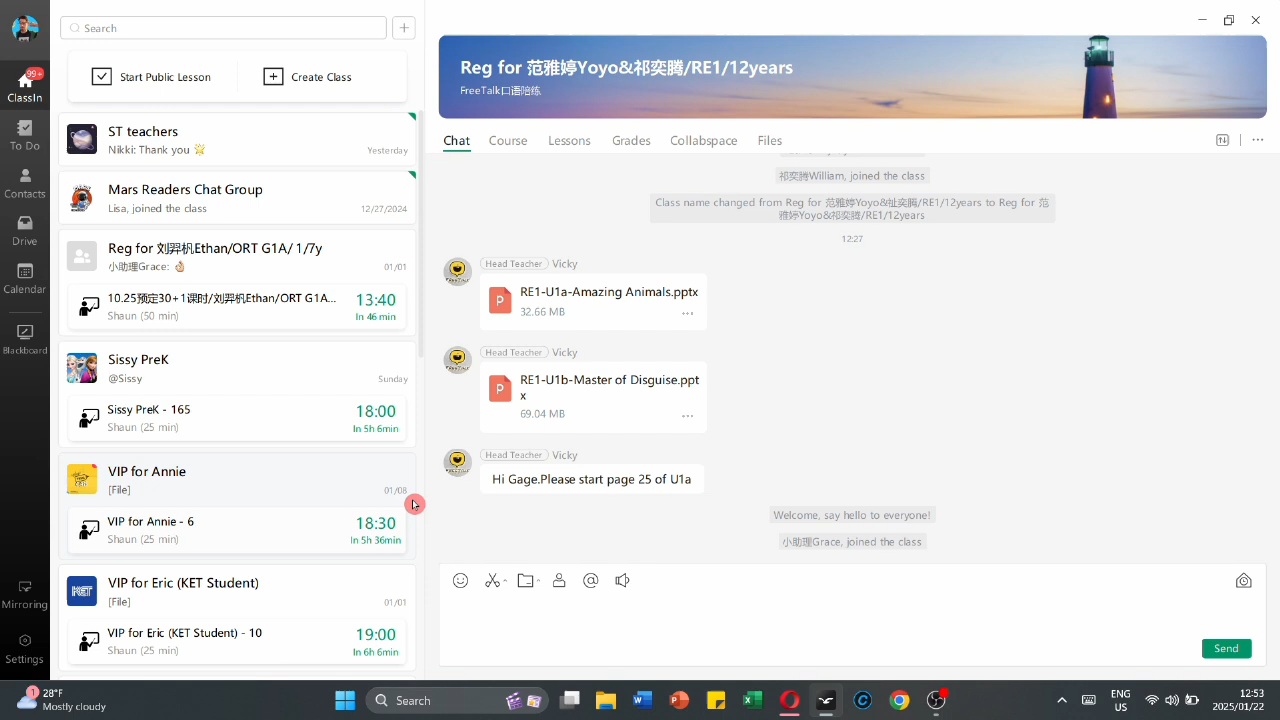 99+
ClassIn
To Do
Contacts
Drive
Calendar
Blackboard
Mirroring
Settings
Search
Start Public Lesson
Create Class
ST teachers
Nikki: Thank you
Yesterday
Mars Readers Chat Group
Lisa, joined the class
12/27/2024
Reg for 刘羿枫Ethan/ORT G1A/ 1/7y
小助理Grace: 👌
01/01
10.25预定30+1课时/刘羿枫Ethan/ORT G1A...
13:40
Shaun (50 min)
In 46 min
Sissy PreK
@Sissy
Sunday
Sissy PreK - 165
18:00
Shaun (25 min)
In 5h 6min
VIP for Annie
[File]
01/08
VIP for Annie - 6
18:30
Shaun (25 min)
In 5h 36min
KET
VIP for Eric (KET Student)
[File]
01/01
VIP for Eric (KET Student) - 10
19:00
Shaun (25 min)
In 6h 6min
Reg for 范雅婷Yoyo&祁奕腾/RE1/12years
FreeTalk口语陪练
Chat
Course
Lessons
Grades
Collabspace
Files
祁奕腾William, joined the class
Class name changed from Reg for 范雅婷Yoyo&祉奕腾/RE1/12years to Reg for 范
雅婷Yoyo&祁奕腾/RE1/12years
12:27
Head Teacher Vicky
RE1-U1a-Amazing Animals.pptx
32.66 MB
Head Teacher Vicky
RE1-U1b-Master of Disguise.ppt
x
69.04 MB
Head Teacher Vicky
Hi Gage.Please start page 25 of U1a
Welcome, say hello to everyone!
小助理Grace, joined the class
Send
1
28°F
Mostly cloudy
Search
ENG
US
12:53
2025/01/22